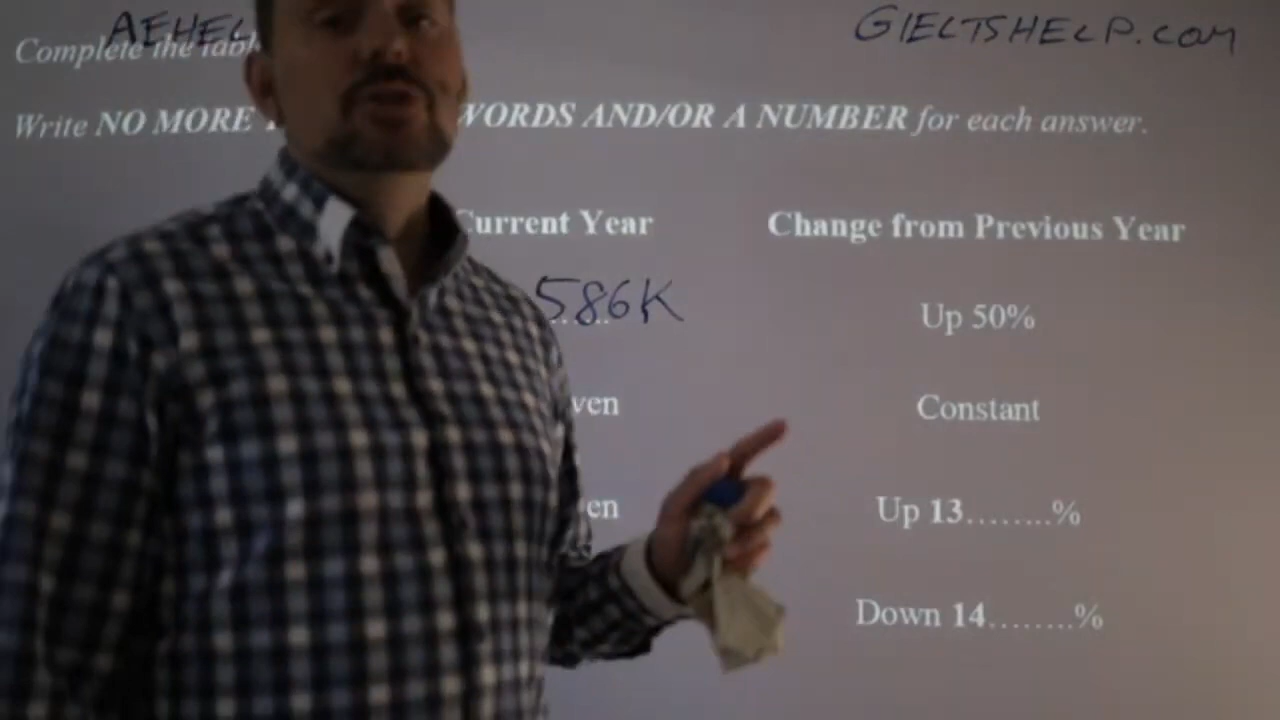 AEHEL GIELTSHELP.com
Complete the
Write NO MORE WORDS AND/OR A NUMBER for each answer.
Current Year Change from Previous Year
586K Up 50%
ven Constant
en Up 13........%
Down 14........%